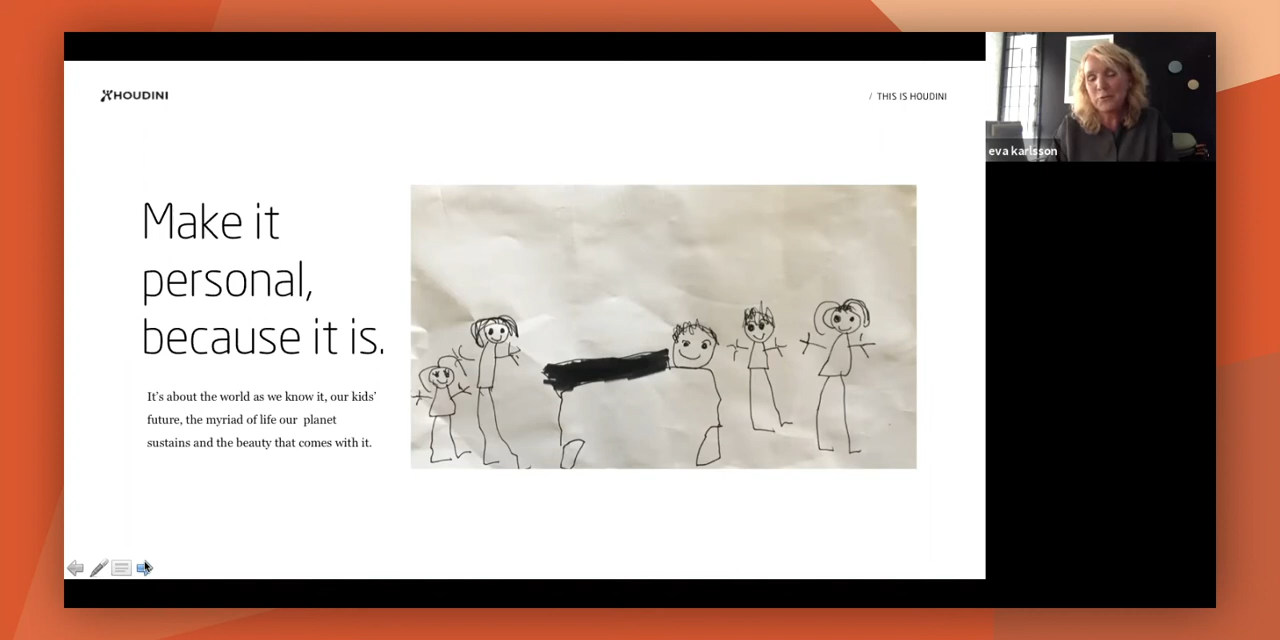 HOUDINI
/ THIS IS HOUDINI
eva karlsson
Make it
personal,
because it is.
It's about the world as we know it, our kids'
future, the myriad of life our planet
sustains and the beauty that comes with it.